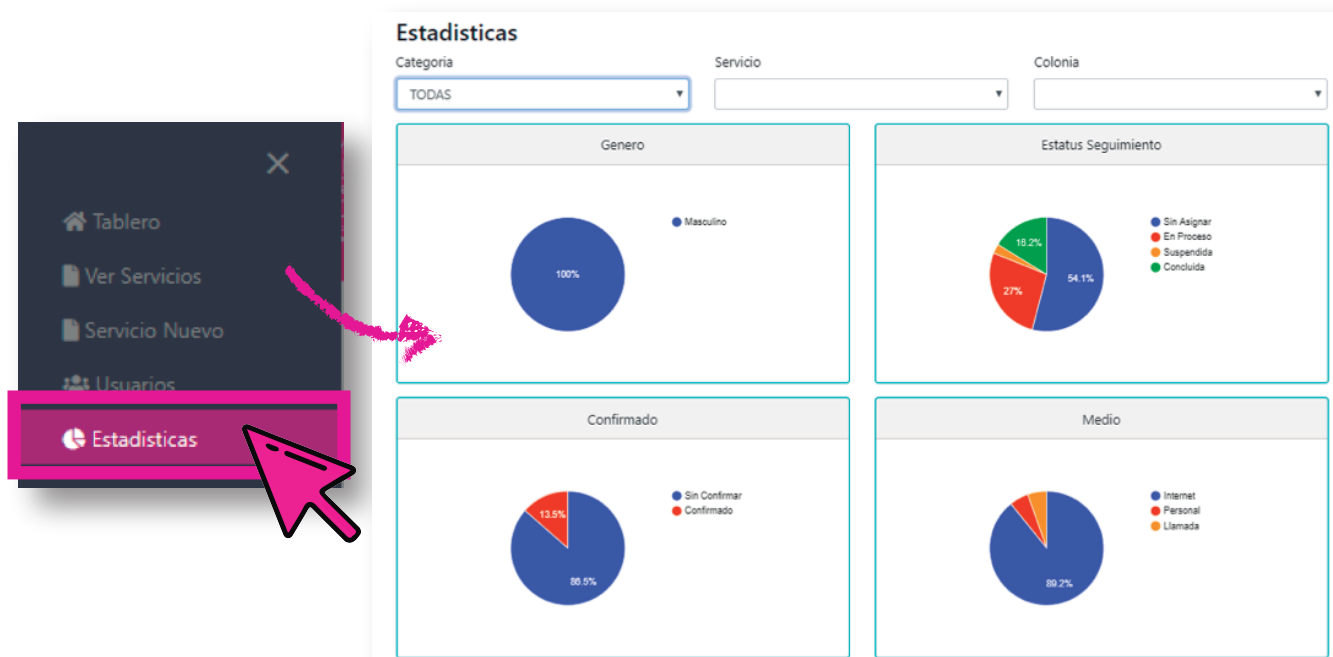 Tablero
Ver Servicios
Servicio Nuevo
Usuarios
Estadisticas
Estadisticas
Categoria
Servicio
Colonia
TODAS
Genero
Masculino
100%
Estatus Seguimiento
Sin Asignar
En Proceso
Suspendida
Concluida
16.2%
54.1%
27%
Confirmado
Sin Confirmar
Confirmado
13.5%
86.5%
Medio
Internet
Personal
Llamada
89.2%